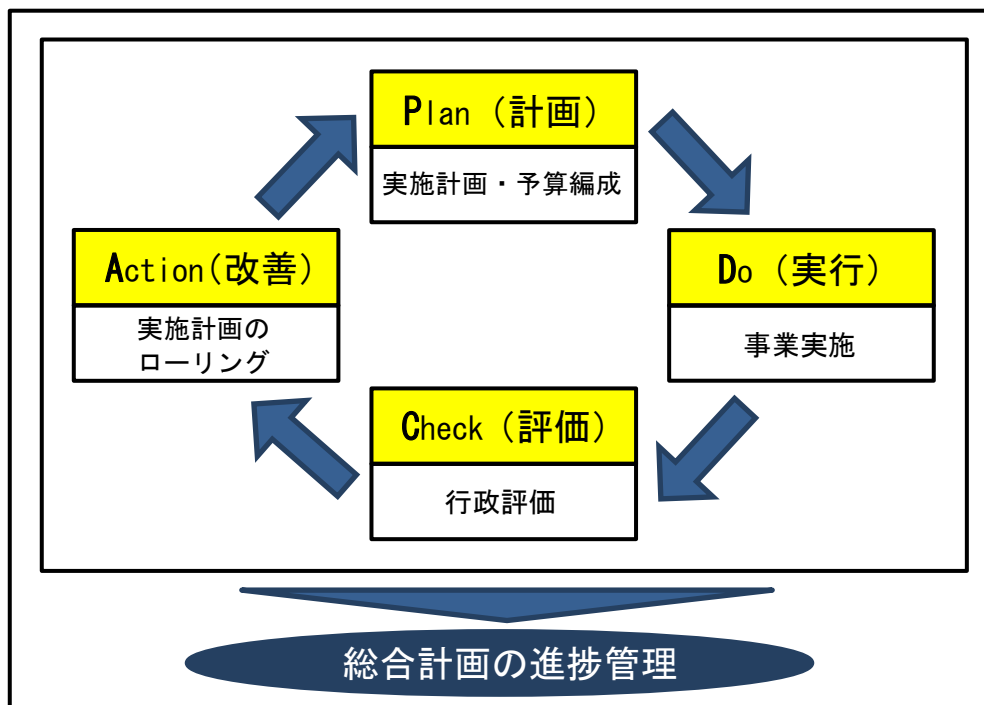 Plan（計画）
実施計画・予算編成
Action(改善)
実施計画の
ローリング
Do（実行）
事業実施
Check（評価）
行政評価
総合計画の進捗管理